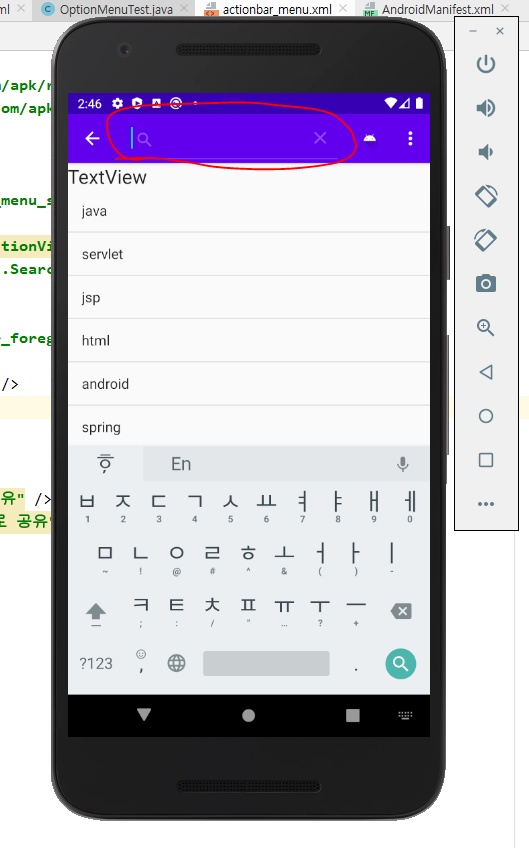 ml
OptionMenuTest.java
actionbar_menu.xml
AndroidManifest.xml
m/apk/r
om/apk
2:46
_menu_s
TextView
java
tionVi
servlet
.Searc
jsp
_foreg
html
/>
android
spring
ㅎ En
ㅂ ㅈ ㄷ ㄱ ㅅ ㅛ ㅕ ㅑ ㅐ ㅔ
1 2 3 4 5 6 7 8 9 0
유" />
로 공유"
ㅁ ㄴ ㅇ ㄹ ㅎ ㅗ ㅓ ㅏ ㅣ
~ ! @ # ^ & ( ) -
ㅋ ㅌ ㅊ ㅍ ㅠ ㅜ ㅡ
; : / " ... ? +
?123 , .